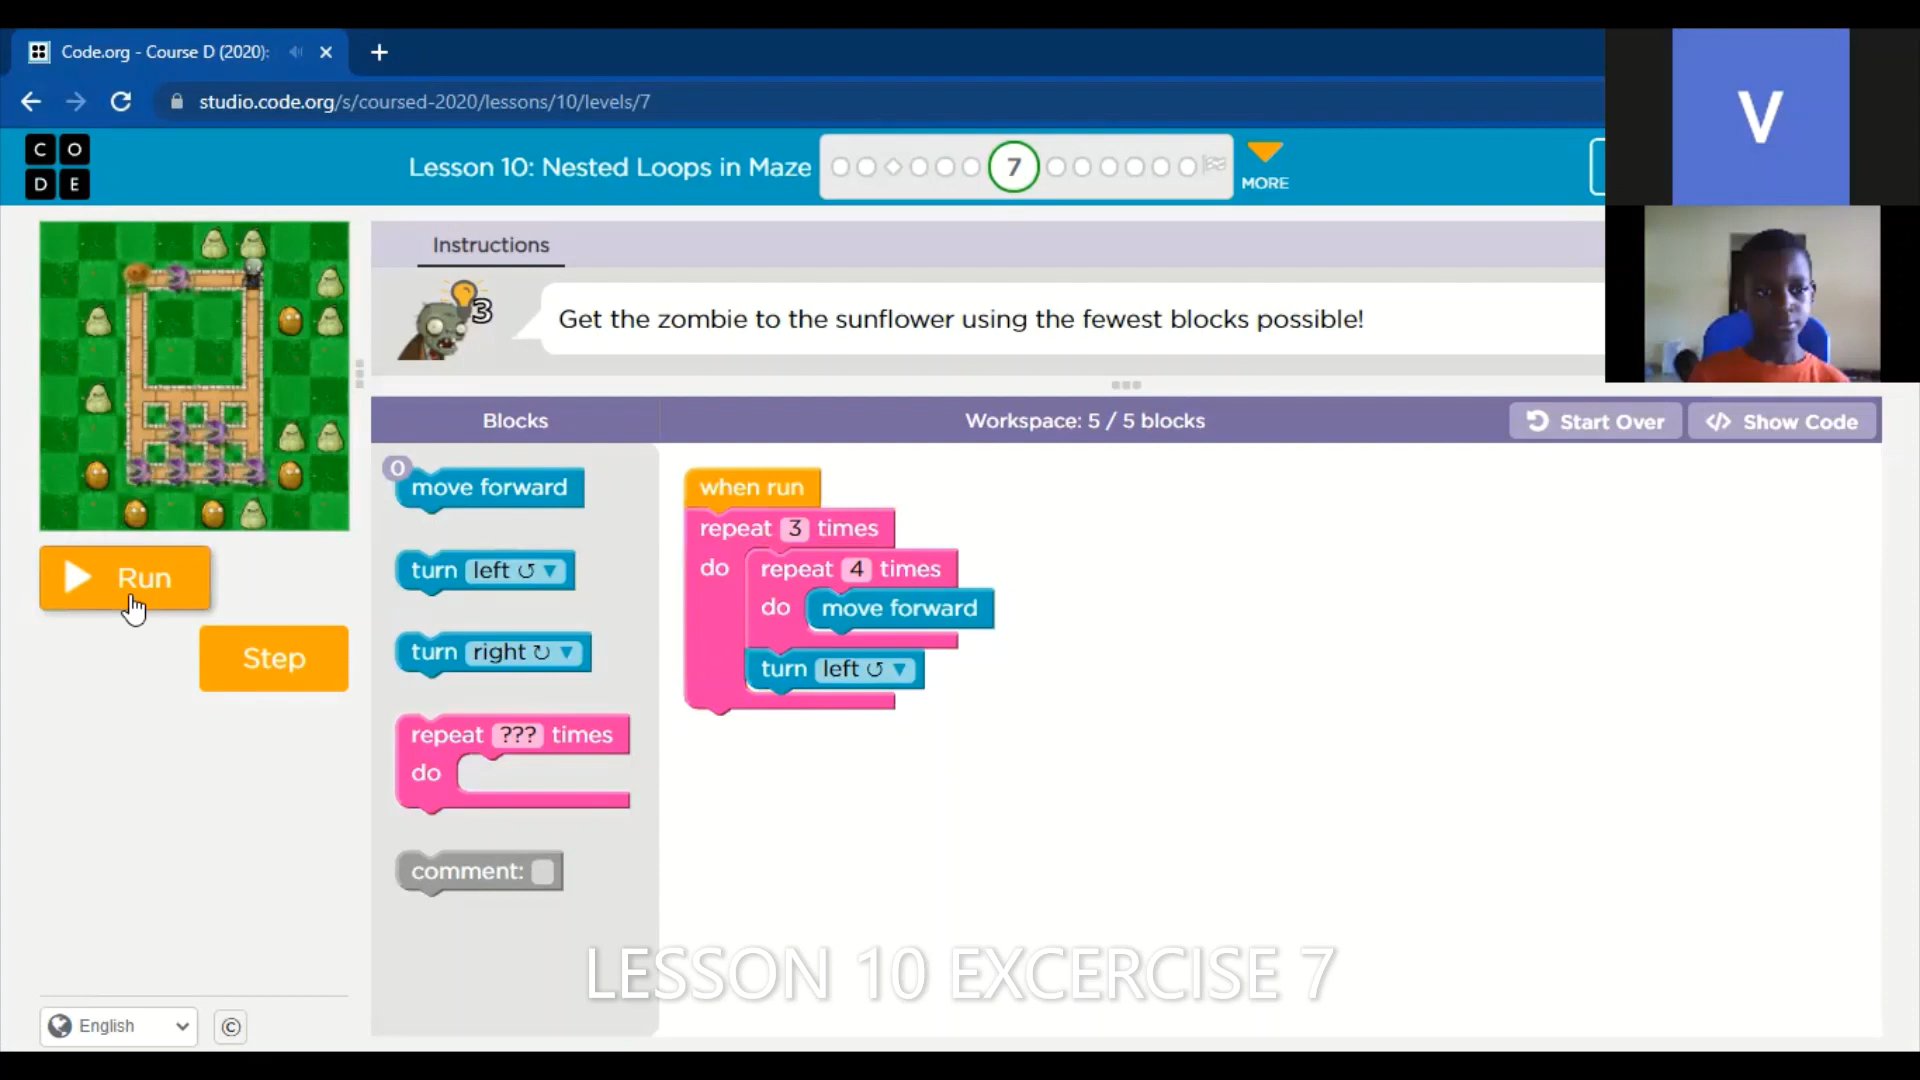 Code.org - Course D (2020):
studio.code.org/s/coursed-2020/lessons/10/levels/7
C O
D E
Lesson 10: Nested Loops in Maze
7
MORE
V
Instructions
3
Get the zombie to the sunflower using the fewest blocks possible!
Blocks
Workspace: 5 / 5 blocks
Start Over
</> Show Code
0
move forward
turn left ↺ ▼
turn right ↻ ▼
repeat ??? times
do
comment:
when run
repeat 3 times
do
repeat 4 times
do
move forward
turn left ↺ ▼
Run
Step
LESSON 10 EXCERCISE 7
English
©